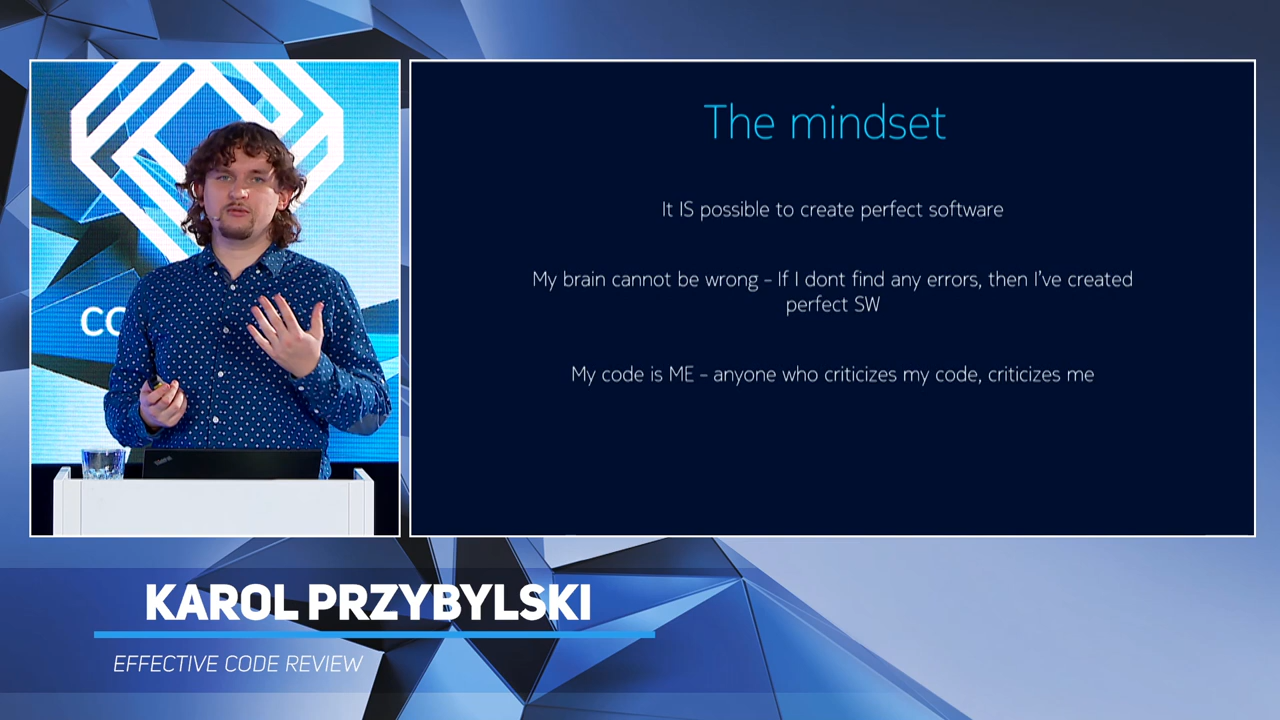 The mindset
It IS possible to create perfect software
My brain cannot be wrong – If I dont find any errors, then I've created
perfect SW
My code is ME – anyone who criticizes my code, criticizes me
CO
KAROL PRZYBYLSKI
EFFECTIVE CODE REVIEW